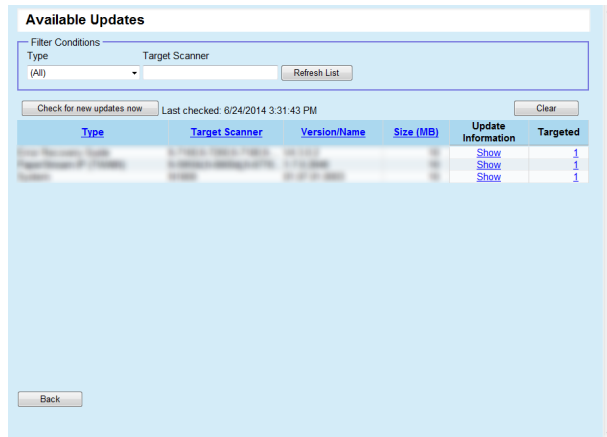 Available Updates
Filter Conditions
Type Target Scanner
(All) Refresh List
Check for new updates now Last checked: 6/24/2014 3:31:43 PM Clear
Type Target Scanner Version/Name Size (MB) Update Information Targeted
Show 1
Show 1
Show 1
Back